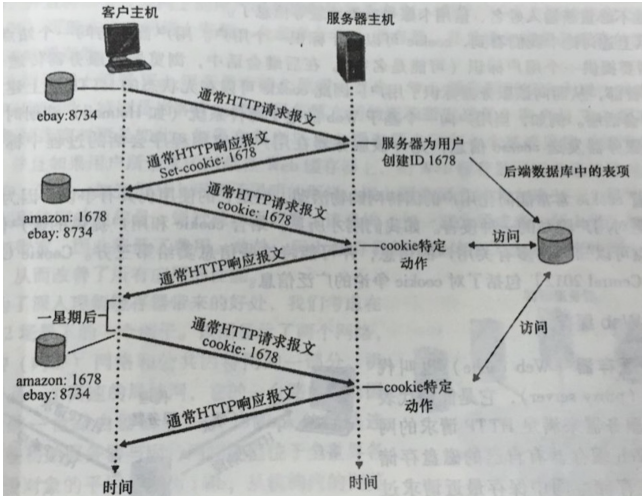 客户主机
服务器主机
ebay:8734
通常HTTP请求报文
通常HTTP响应报文
Set-cookie: 1678
服务器为用户
创建ID 1678
后端数据库中的表项
amazon: 1678
ebay: 8734
通常HTTP请求报文
cookie: 1678
cookie特定
动作
访问
通常HTTP响应报文
一星期后
访问
通常HTTP请求报文
cookie: 1678
amazon: 1678
ebay: 8734
cookie特定
动作
通常HTTP响应报文
时间
时间